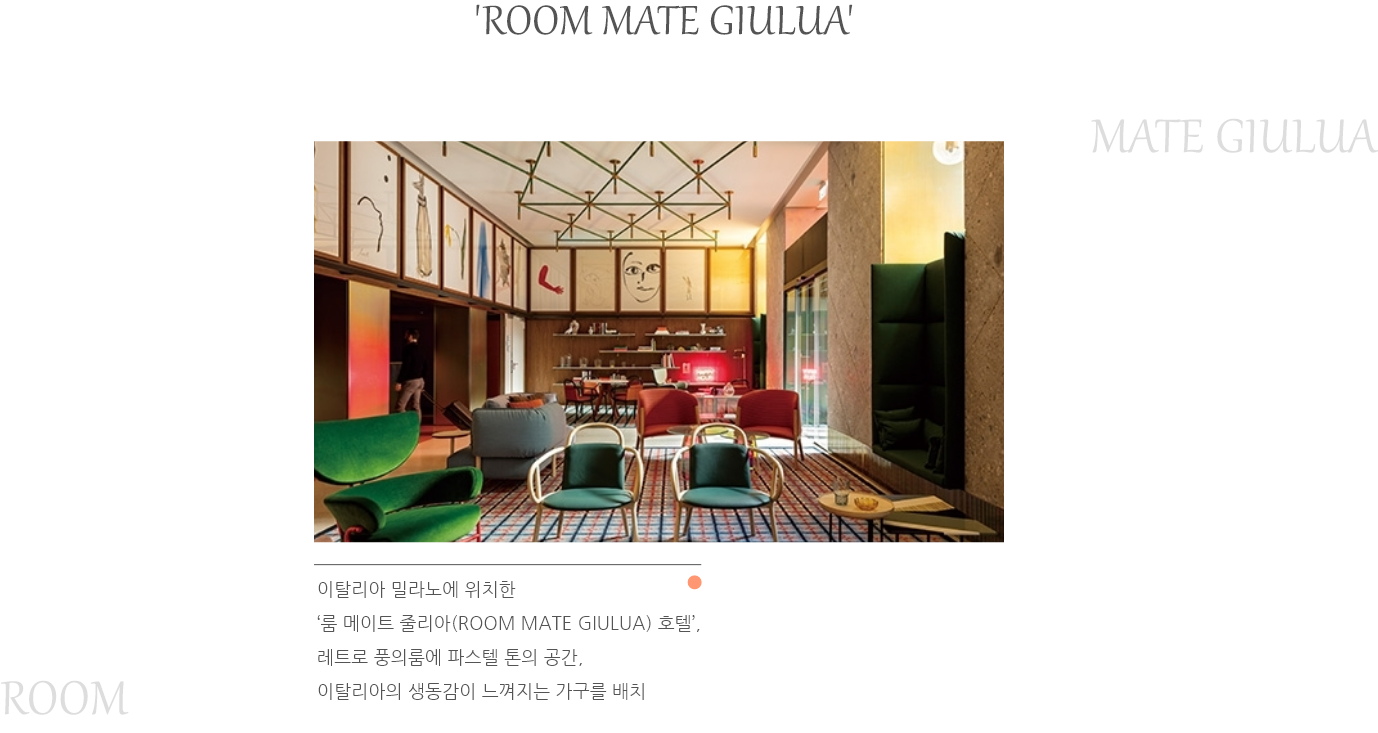 'ROOM MATE GIULUA'
MATE GIULUA
이탈리아 밀라노에 위치한
‘룸 메이트 줄리아(ROOM MATE GIULUA) 호텔’,
레트로 풍의룸에 파스텔 톤의 공간,
이탈리아의 생동감이 느껴지는 가구를 배치
ROOM